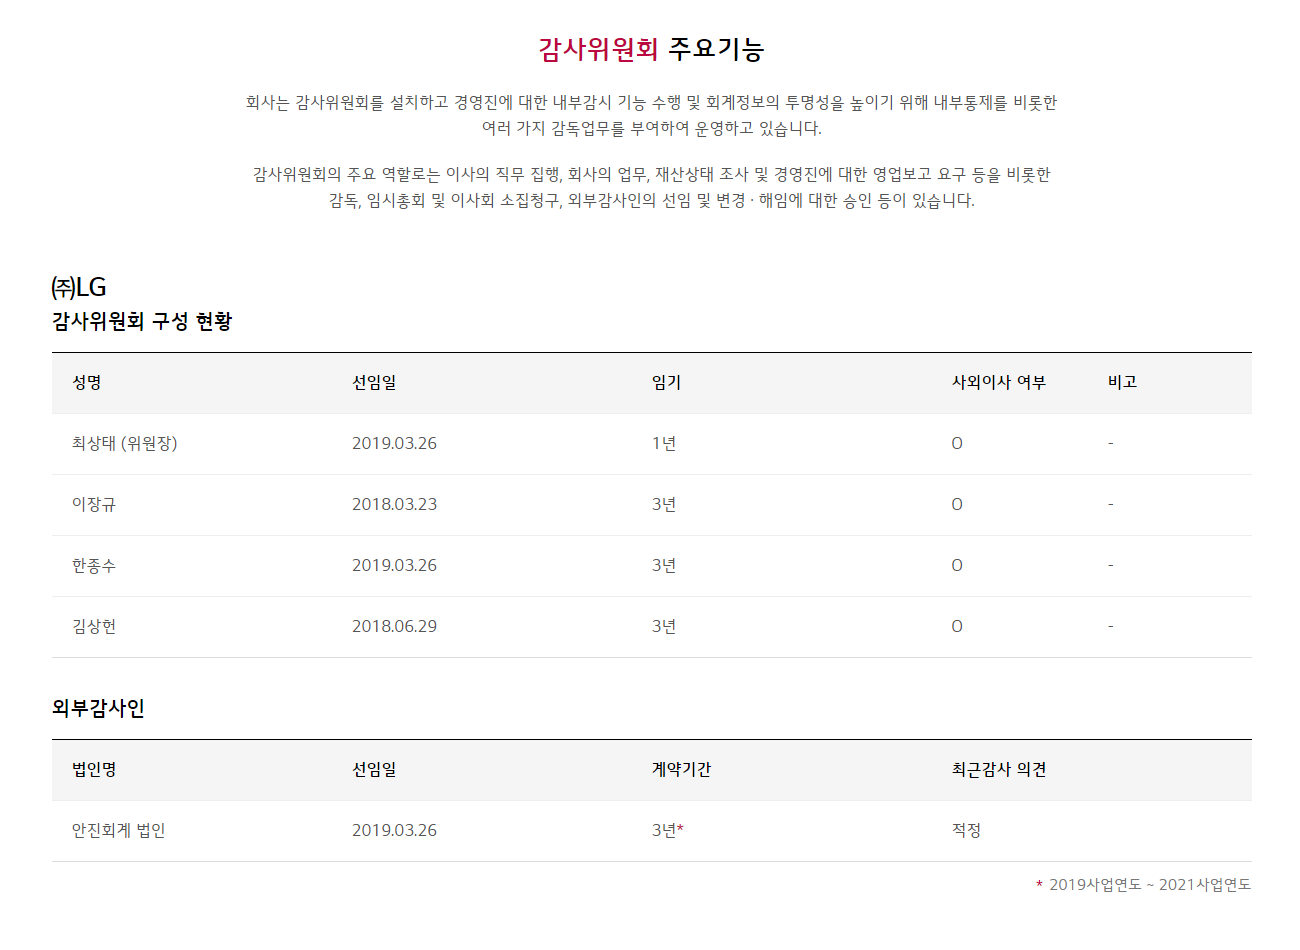 감사위원회 주요기능
회사는 감사위원회를 설치하고 경영진에 대한 내부감시 기능 수행 및 회계정보의 투명성을 높이기 위해 내부통제를 비롯한
여러 가지 감독업무를 부여하여 운영하고 있습니다.
감사위원회의 주요 역할로는 이사의 직무 집행, 회사의 업무, 재산상태 조사 및 경영진에 대한 영업보고 요구 등을 비롯한
감독, 임시총회 및 이사회 소집청구, 외부감사인의 선임 및 변경 · 해임에 대한 승인 등이 있습니다.
㈜LG
감사위원회 구성 현황
성명 선임일 임기 사외이사 여부 비고
최상태 (위원장) 2019.03.26 1년 O -
이장규 2018.03.23 3년 O -
한종수 2019.03.26 3년 O -
김상헌 2018.06.29 3년 O -
외부감사인
법인명 선임일 계약기간 최근감사 의견
안진회계 법인 2019.03.26 3년* 적정
* 2019사업연도 ~ 2021사업연도